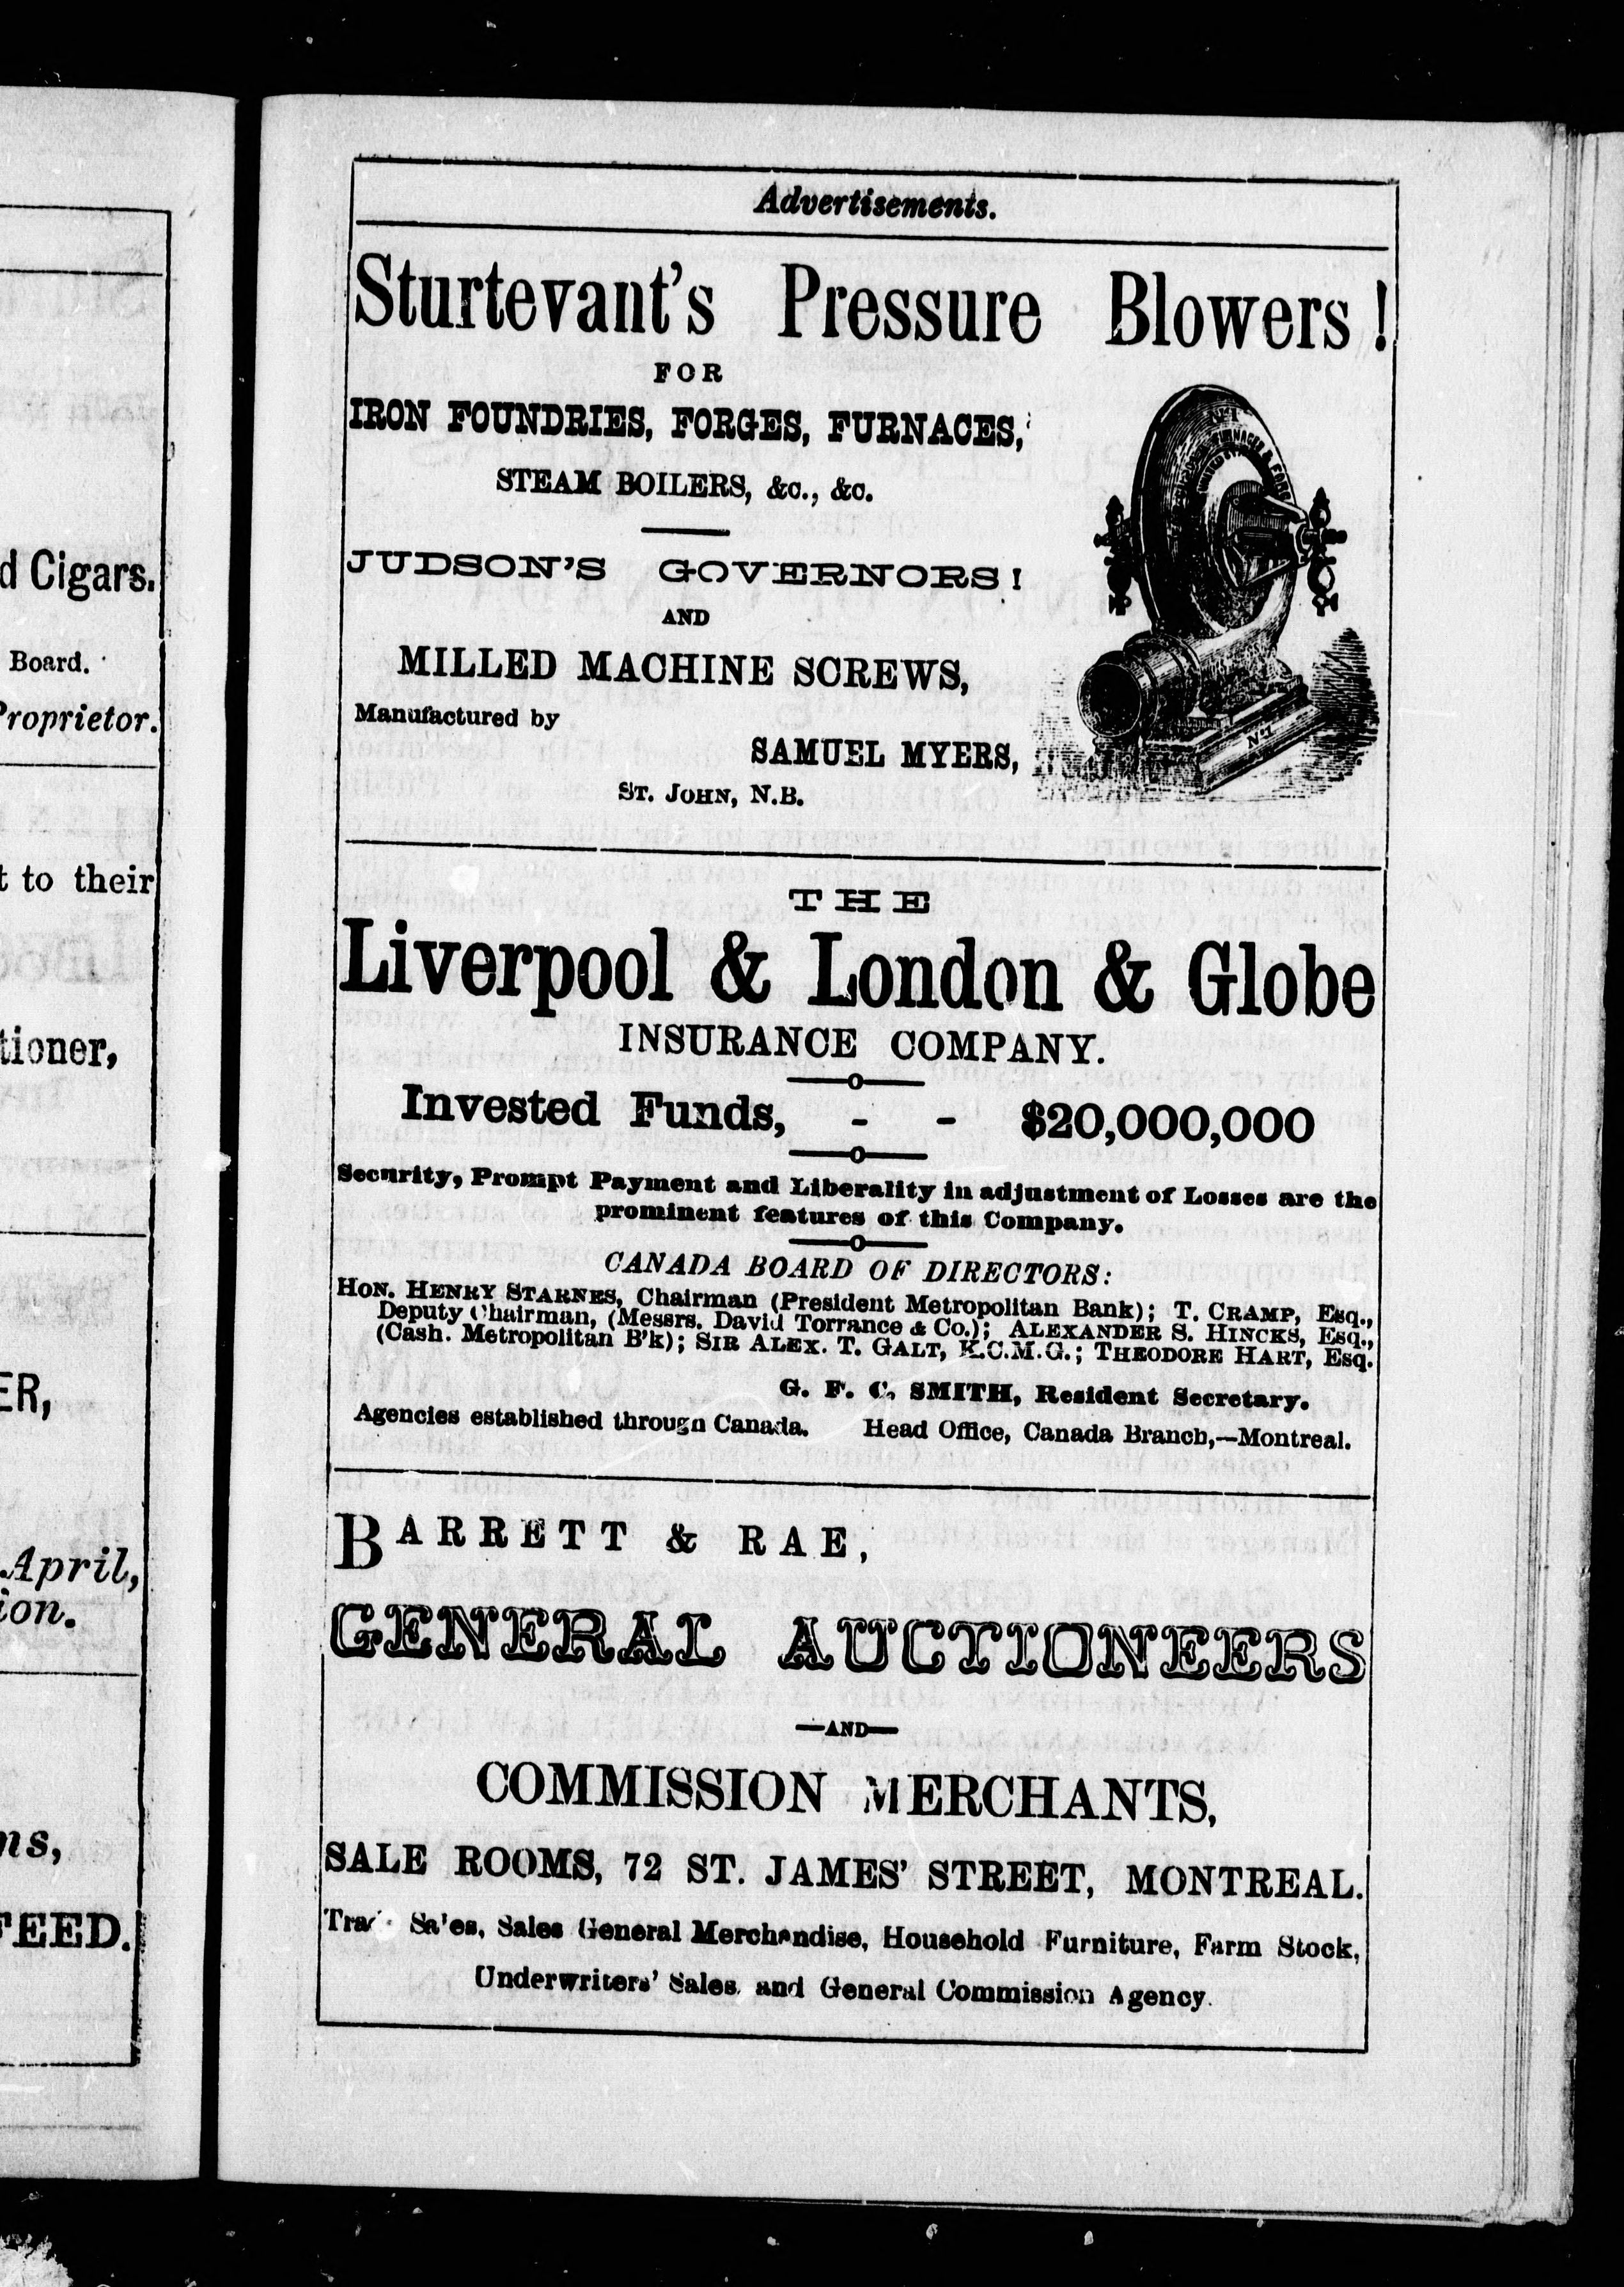 d Cigars.
Board.
Proprietor.
t to their
tioner,
ER,
April,
ion.
ns,
FEED.
Advertisements.
Sturtevant's Pressure Blowers!
FOR
IRON FOUNDRIES, FORGES, FURNACES,
STEAM BOILERS, &c., &c.
JUDSON'S GOVERNORS!
AND
MILLED MACHINE SCREWS,
Manufactured by
SAMUEL MYERS,
ST. JOHN, N.B.
No 1
No 1
THE
Liverpool & London & Globe
INSURANCE COMPANY.
Invested Funds, - - $20,000,000
Security, Prompt Payment and Liberality in adjustment of Losses are the
prominent features of this Company.
CANADA BOARD OF DIRECTORS:
HON. HENRY STARNES, Chairman (President Metropolitan Bank); T. CRAMP, Esq.,
Deputy Chairman, (Messrs. David Torrance & Co.); ALEXANDER S. HINCKS, Esq.,
(Cash. Metropolitan B'k); SIR ALEX. T. GALT, K.C.M.G.; THEODORE HART, Esq.
G. F. C. SMITH, Resident Secretary.
Agencies established through Canada. Head Office, Canada Branch,—Montreal.
BARRETT & RAE,
GENERAL AUCTIONEERS
—AND—
COMMISSION MERCHANTS,
SALE ROOMS, 72 ST. JAMES' STREET, MONTREAL.
Trade Sales, Sales General Merchandise, Household Furniture, Farm Stock,
Underwriters' Sales, and General Commission Agency.